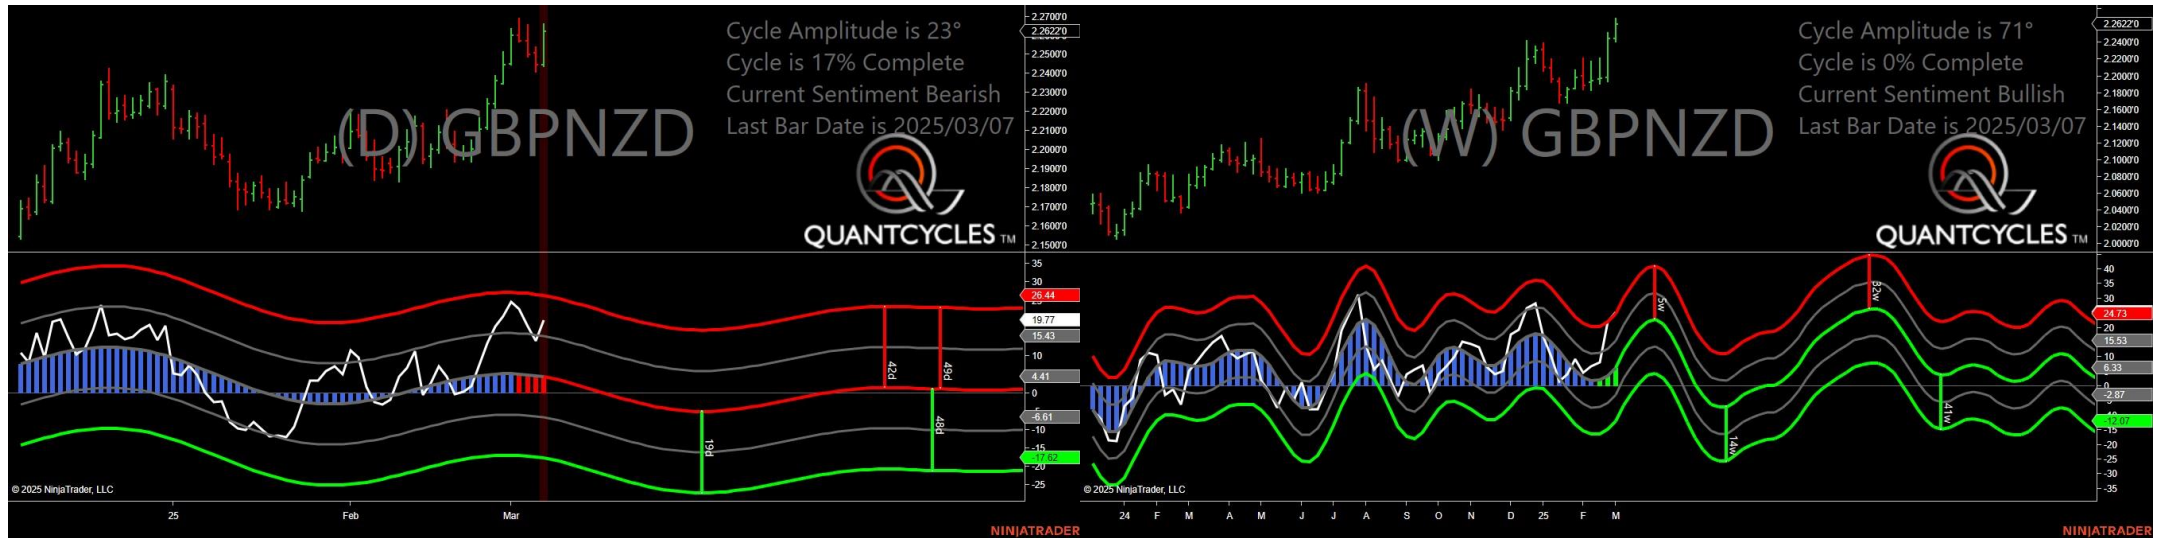 Cycle Amplitude is 23°
Cycle is 17% Complete
Current Sentiment Bearish
Last Bar Date is 2025/03/07
(D) GBPNZD
QUANTCYCLES TM
2.2700'0
2.2622'0
2.2500'0
2.2400'0
2.2300'0
2.2200'0
2.2100'0
2.2000'0
2.1900'0
2.1800'0
2.1700'0
2.1600'0
2.1500'0
35
30
26.44
19.77
15.43
10
4.41
0
-6.61
-10
-15
-17.62
-20
-25
19d
42d
49d
48d
© 2025 NinjaTrader, LLC
25 Feb Mar
NINJATRADER
Cycle Amplitude is 71°
Cycle is 0% Complete
Current Sentiment Bullish
Last Bar Date is 2025/03/07
(W) GBPNZD
QUANTCYCLES TM
2.2622'0
2.2400'0
2.2200'0
2.2000'0
2.1800'0
2.1600'0
2.1400'0
2.1200'0
2.1000'0
2.0800'0
2.0600'0
2.0400'0
2.0200'0
2.0000'0
40
35
30
24.73
20
15.53
10
6.33
0
-2.87
-12.07
-15
-20
-25
-30
-35
5w
14w
32w
41w
© 2025 NinjaTrader, LLC
24 F M A M J J A S O N D 25 F M
NINJATRADER